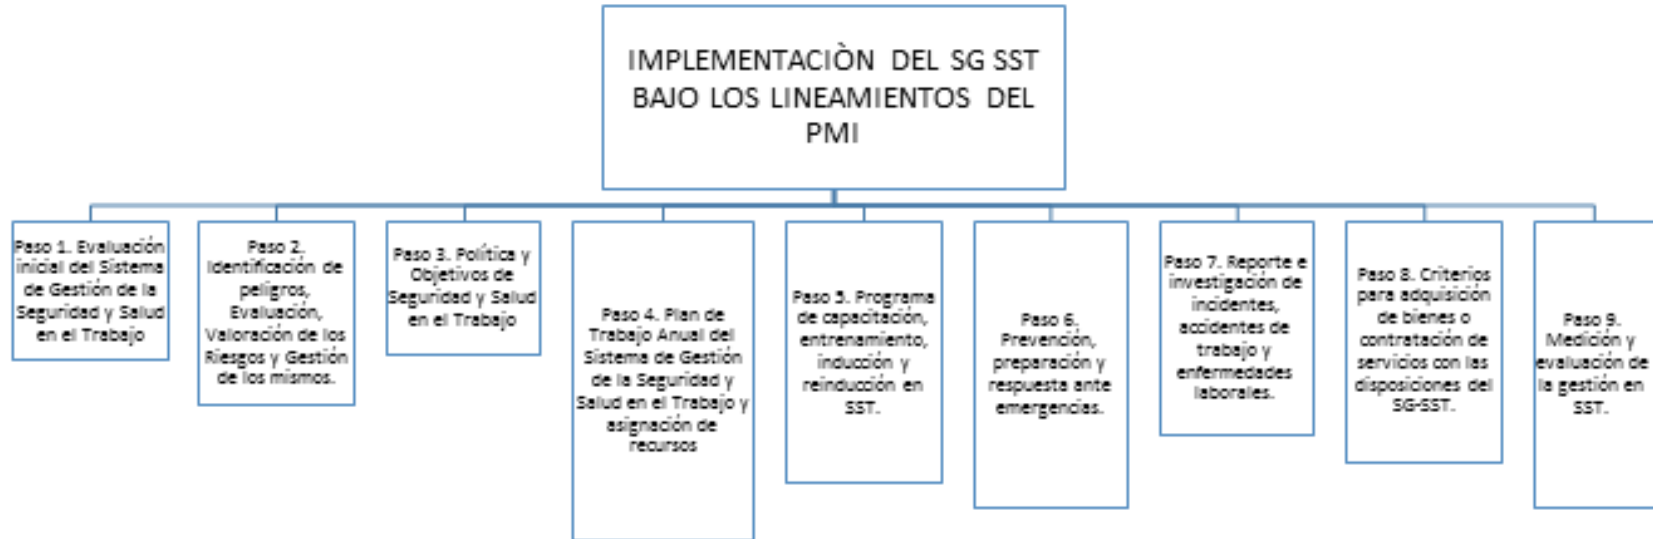 IMPLEMENTACIÒN DEL SG SST
BAJO LOS LINEAMIENTOS DEL
PMI
Paso 1. Evaluación
inicial del Sistema
de Gestión de la
Seguridad y Salud
en el Trabajo
Paso 2.
Identificación de
peligros,
Evaluación,
Valoración de los
Riesgos y Gestión
de los mismos.
Paso 3. Política y
Objetivos de
Seguridad y Salud
en el Trabajo
Paso 4. Plan de
Trabajo Anual del
Sistema de Gestión
de la Seguridad y
Salud en el Trabajo y
asignación de
recursos
Paso 5. Programa
de capacitación,
entrenamiento,
inducción y
reinducción en
SST.
Paso 6.
Prevención,
preparación y
respuesta ante
emergencias.
Paso 7. Reporte e
investigación de
incidentes,
accidentes de
trabajo y
enfermedades
laborales.
Paso 8. Criterios
para adquisición
de bienes o
contratación de
servicios con las
disposiciones del
SG-SST.
Paso 9.
Medición y
evaluación de
la gestión en
SST.